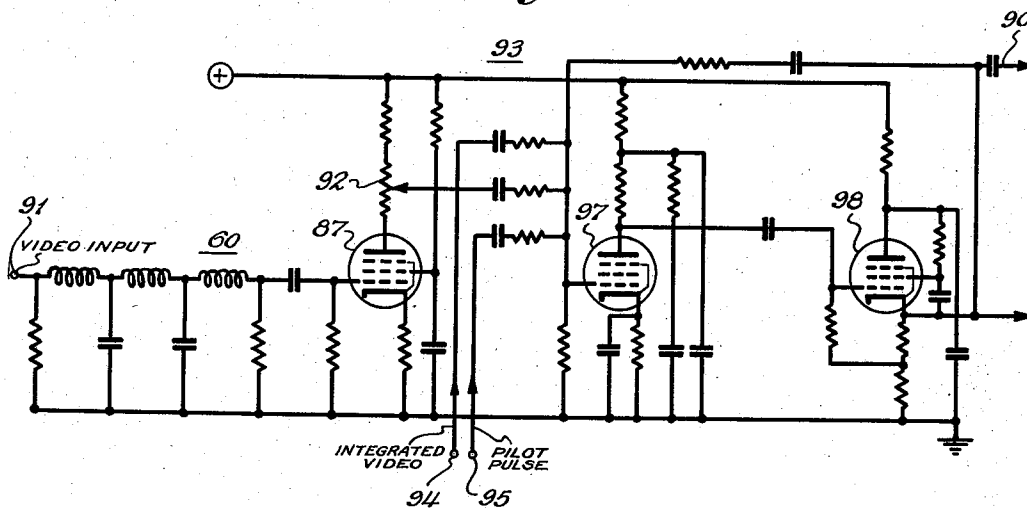 90
93
92
91
VIDEO INPUT
60
87
97
98
INTEGRATED
VIDEO
PILOT
PULSE
94
95